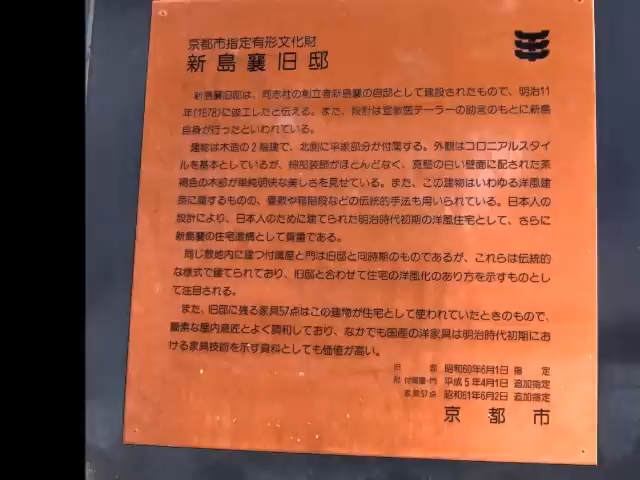 京都市指定有形文化財
新島襄旧邸
新島襄旧邸は、同志社の創立者新島襄の自邸として建設されたもので、明治11
年(1878)に竣工したと伝える。また、設計は宣教医テーラーの助言のもとに新島
自身が行ったといわれている。
建物は木造の2階建で、北側に平家部分が付属する。外観はコロニアルスタイ
ルを基本としているが、細部装飾がほとんどなく、真壁の白い壁面に配された茶
褐色の木部が単純明快な美しさを見せている。また、この建物はいわゆる洋風建
築に属するものの、畳敷や箱階段などの伝統的手法も用いられている。日本人の
設計により、日本人のために建てられた明治時代初期の洋風住宅として、さらに
新島襄の住宅遺構として貴重である。
同じ敷地内に建つ付属屋と門は旧邸と同時期のものであるが、これらは伝統的
な様式で建てられており、旧邸と合わせて住宅の洋風化のあり方を示すものとし
て注目される。
また、旧邸に残る家具57点はこの建物が住宅として使われていたときのもので、
簡素な屋内意匠とよく調和しており、なかでも国産の洋家具は明治時代初期にお
ける家具技術を示す資料としても価値が高い。
旧 邸 昭和60年6月1日 指 定
附 付属屋・門 平成5年4月1日 追加指定
家具57点 昭和61年6月2日 追加指定
京都市